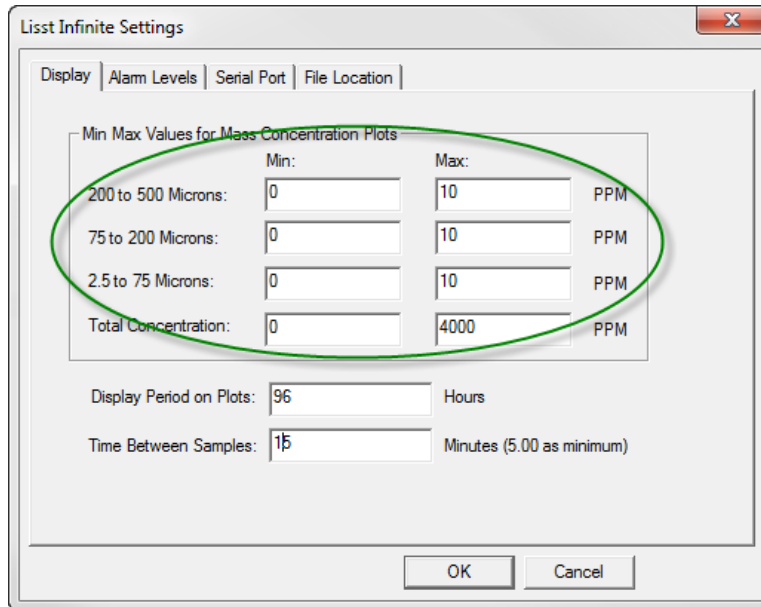 Lisst Infinite Settings
x
Display Alarm Levels Serial Port File Location
Min Max Values for Mass Concentration Plots
Min: Max:
200 to 500 Microns: 0 10 PPM
75 to 200 Microns: 0 10 PPM
2.5 to 75 Microns: 0 10 PPM
Total Concentration: 0 4000 PPM
Display Period on Plots: 96 Hours
Time Between Samples: 15 Minutes (5.00 as minimum)
OK Cancel